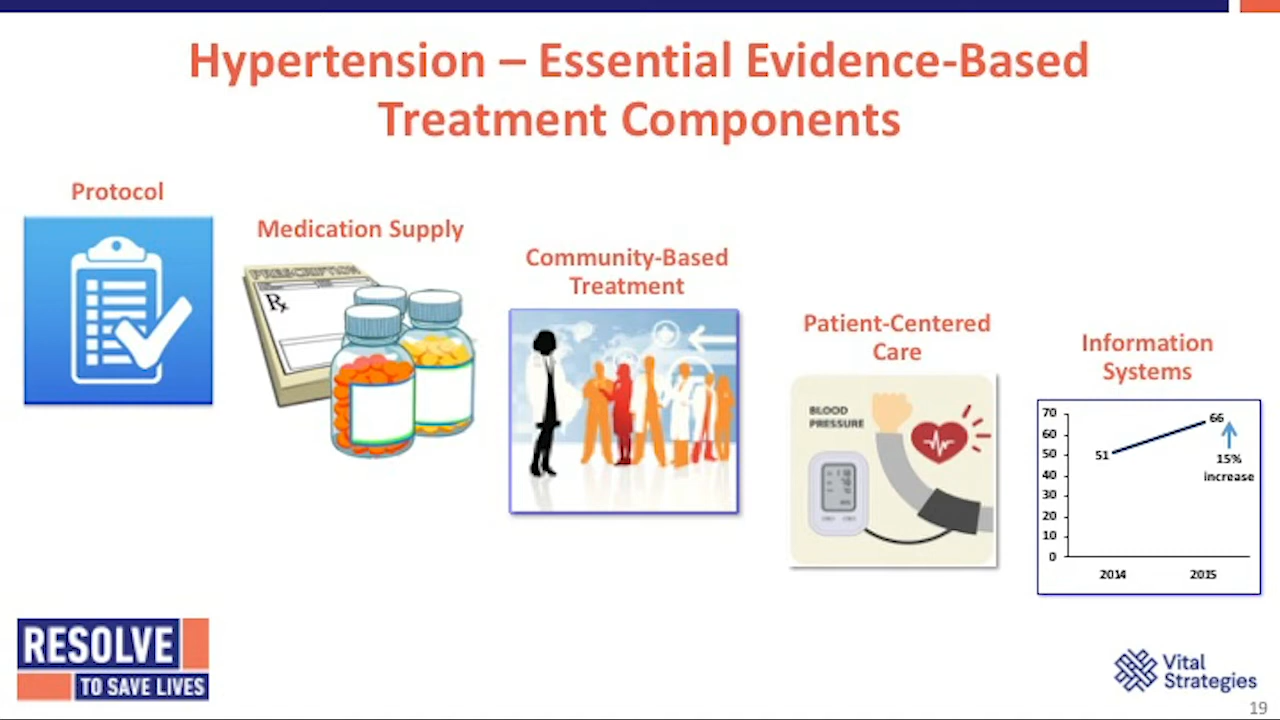 Hypertension – Essential Evidence-Based
Treatment Components
Protocol
Medication Supply
PRESCRIPTION
Rx
Community-Based
Treatment
Patient-Centered
Care
BLOOD
PRESSURE
Information
Systems
70
60
50
40
30
20
10
0
51
66
15%
increase
2014
2015
RESOLVE
TO SAVE LIVES
Vital
Strategies
19